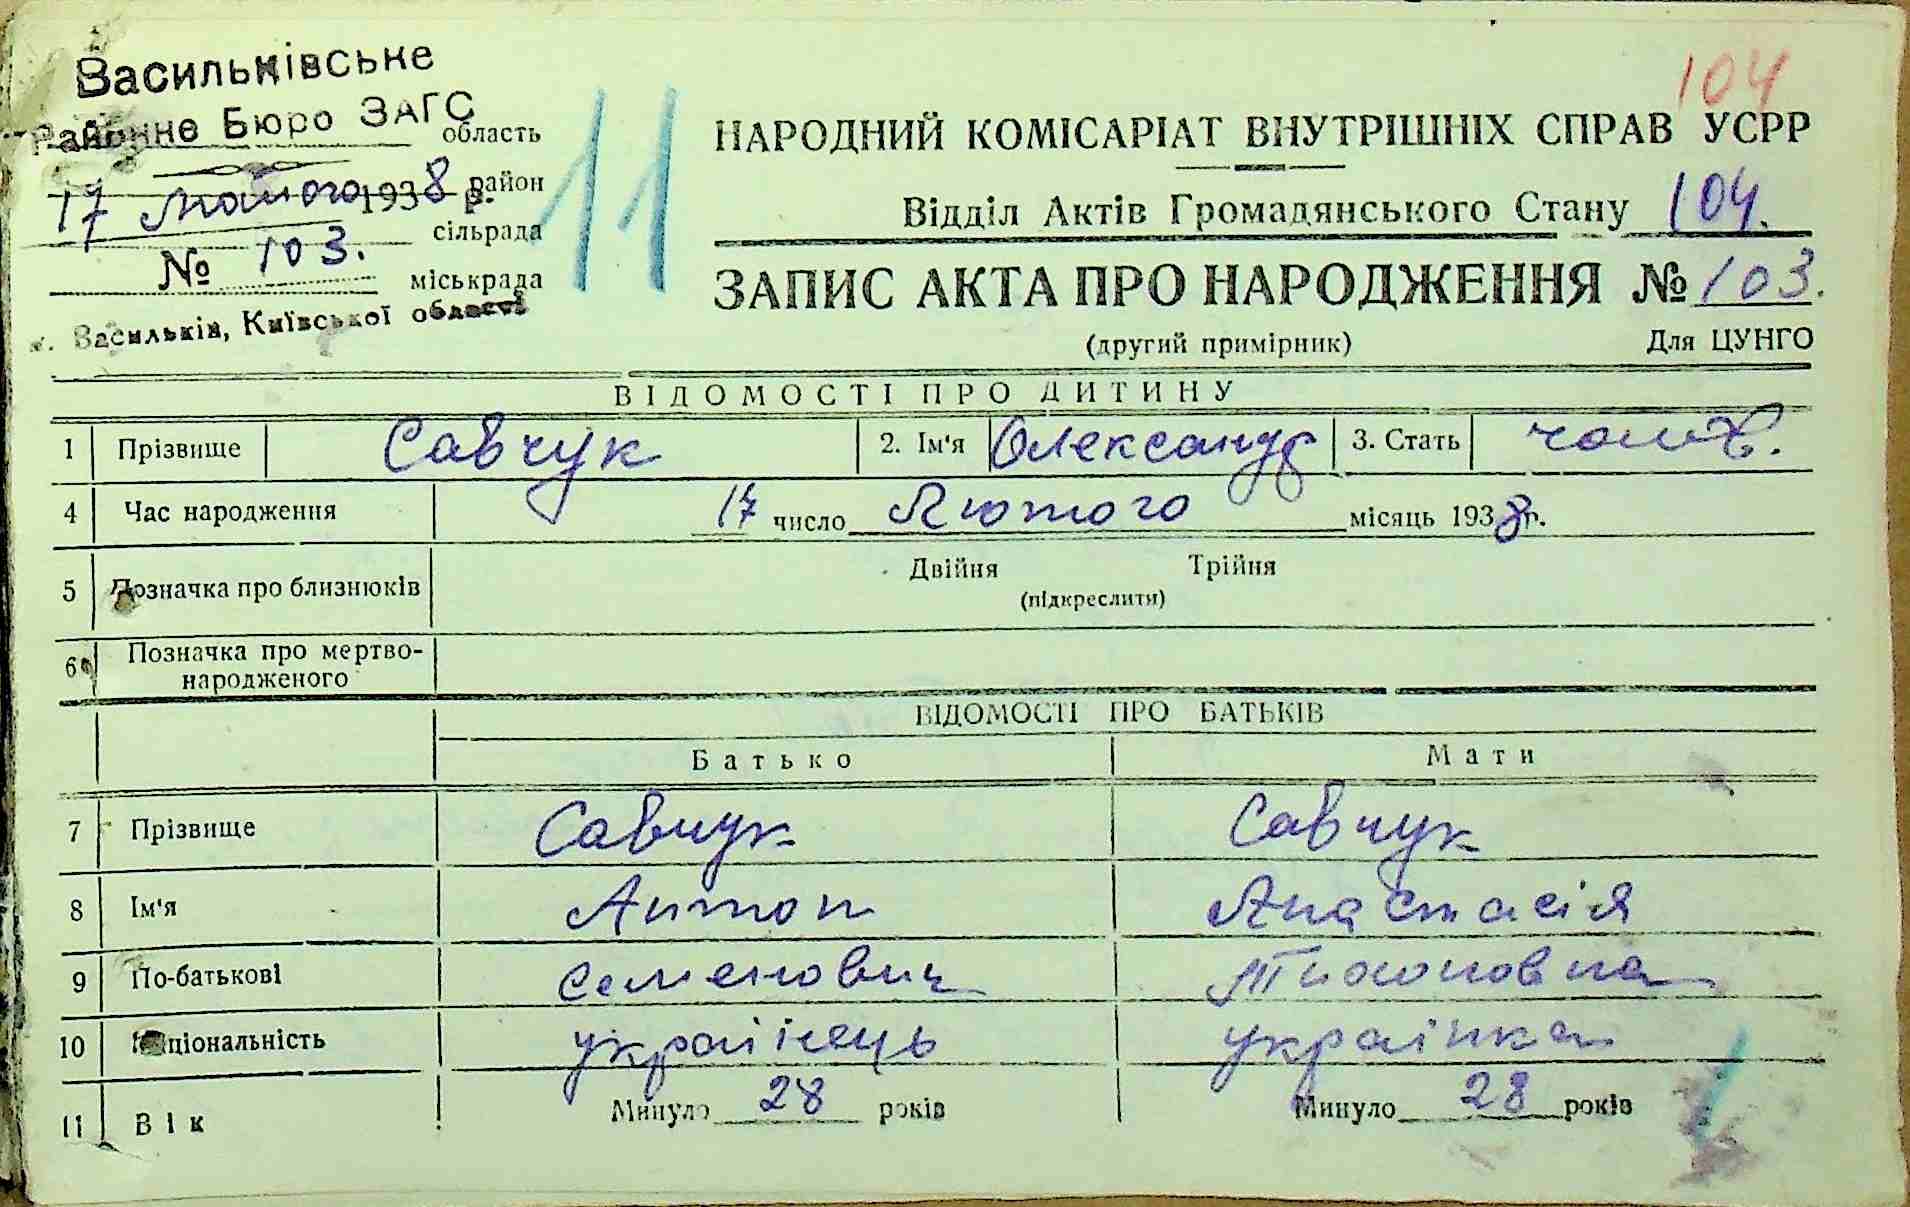 Васильківське
Районне Бюро ЗАГС
область
17 лютого 1938 р.
район
сільрада
№ 103.
міськрада
м. Васильків, Київської області
11
104
НАРОДНИЙ КОМІСАРІАТ ВНУТРІШНІХ СПРАВ УСРР
Відділ Актів Громадянського Стану 104.
ЗАПИС АКТА ПРО НАРОДЖЕННЯ № 103.
(другий примірник) Для ЦУНГО
ВІДОМОСТІ ПРО ДИТИНУ
1 Прізвище Савчук 2. Ім'я Олександр 3. Стать чолов.
4 Час народження 17 число Лютого місяць 1938 р.
5 Позначка про близнюків Двійня Трійня
(підкреслити)
6 Позначка про мертво-
народженого
ВІДОМОСТІ ПРО БАТЬКІВ
Батько Мати
7 Прізвище Савчук Савчук
8 Ім'я Антон Анастасія
9 По-батькові Семенович Тихоновна
10 Національність українець українка
11 Вік Минуло 28 років Минуло 28 років